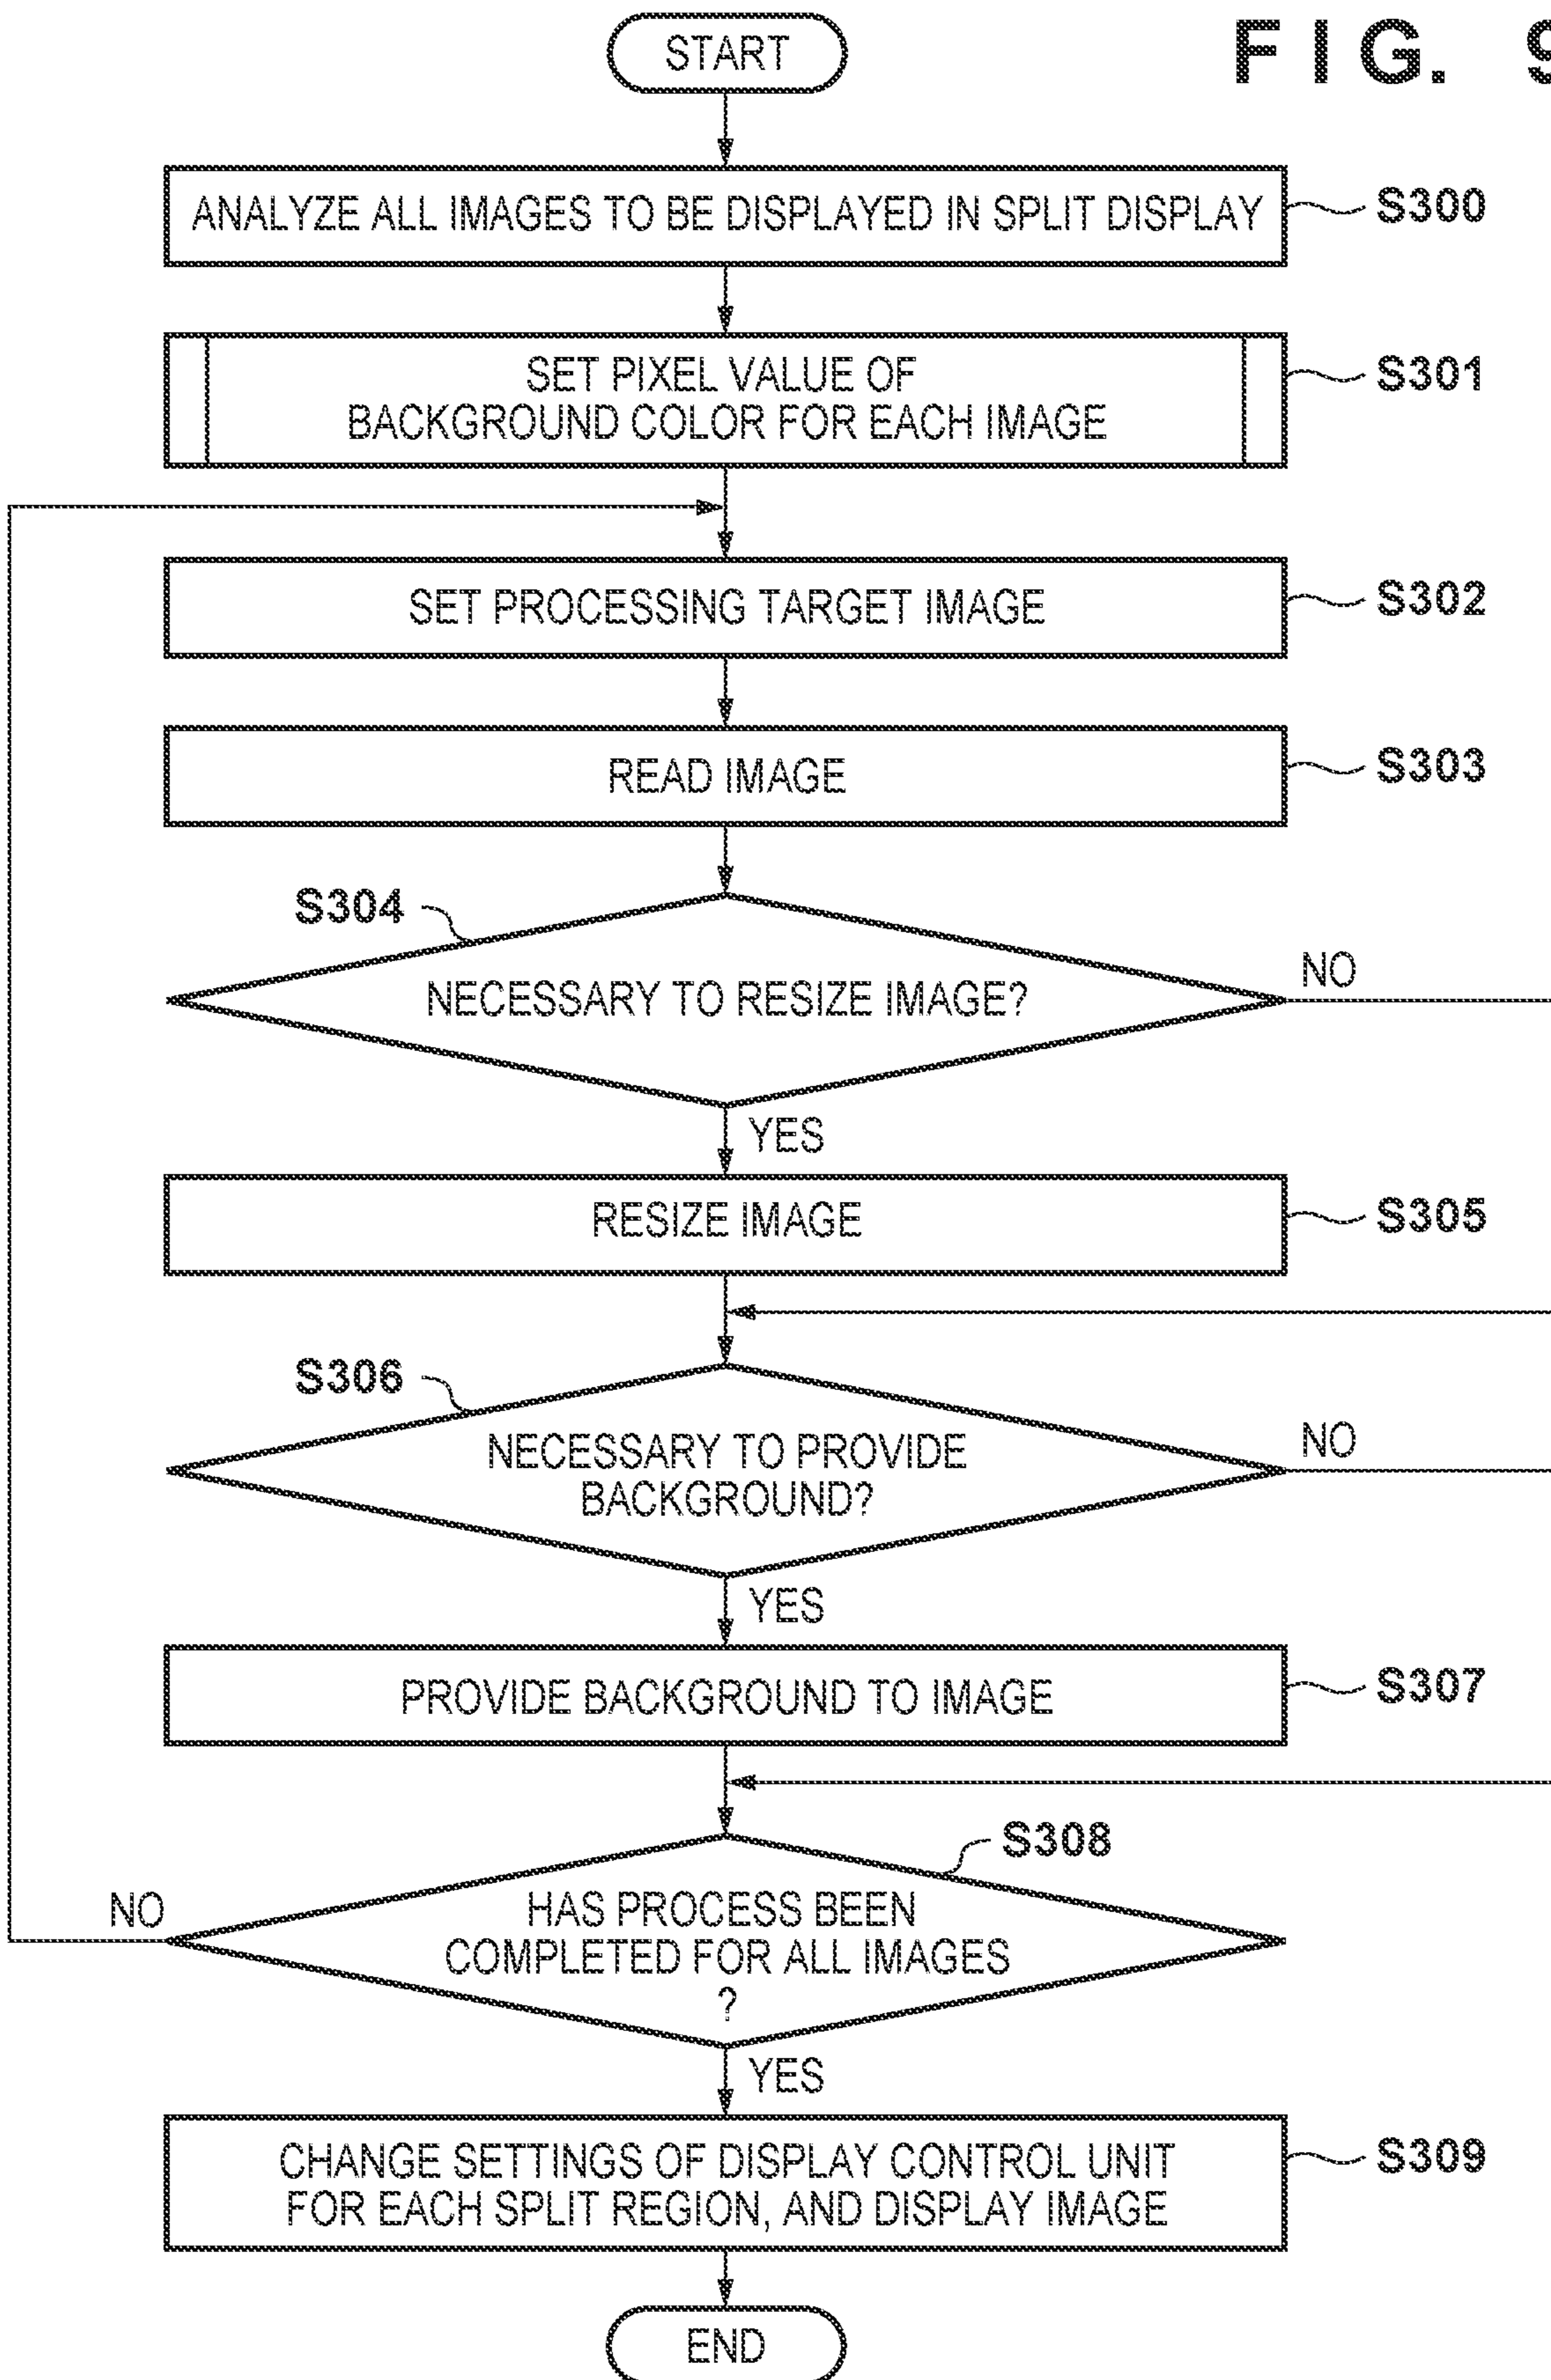 FIG. 9
START
ANALYZE ALL IMAGES TO BE DISPLAYED IN SPLIT DISPLAY
S300
SET PIXEL VALUE OF
BACKGROUND COLOR FOR EACH IMAGE
S301
SET PROCESSING TARGET IMAGE
S302
READ IMAGE
S303
S304
NECESSARY TO RESIZE IMAGE?
NO
YES
RESIZE IMAGE
S305
S306
NECESSARY TO PROVIDE
BACKGROUND?
NO
YES
PROVIDE BACKGROUND TO IMAGE
S307
S308
HAS PROCESS BEEN
COMPLETED FOR ALL IMAGES
?
NO
YES
CHANGE SETTINGS OF DISPLAY CONTROL UNIT
FOR EACH SPLIT REGION, AND DISPLAY IMAGE
S309
END